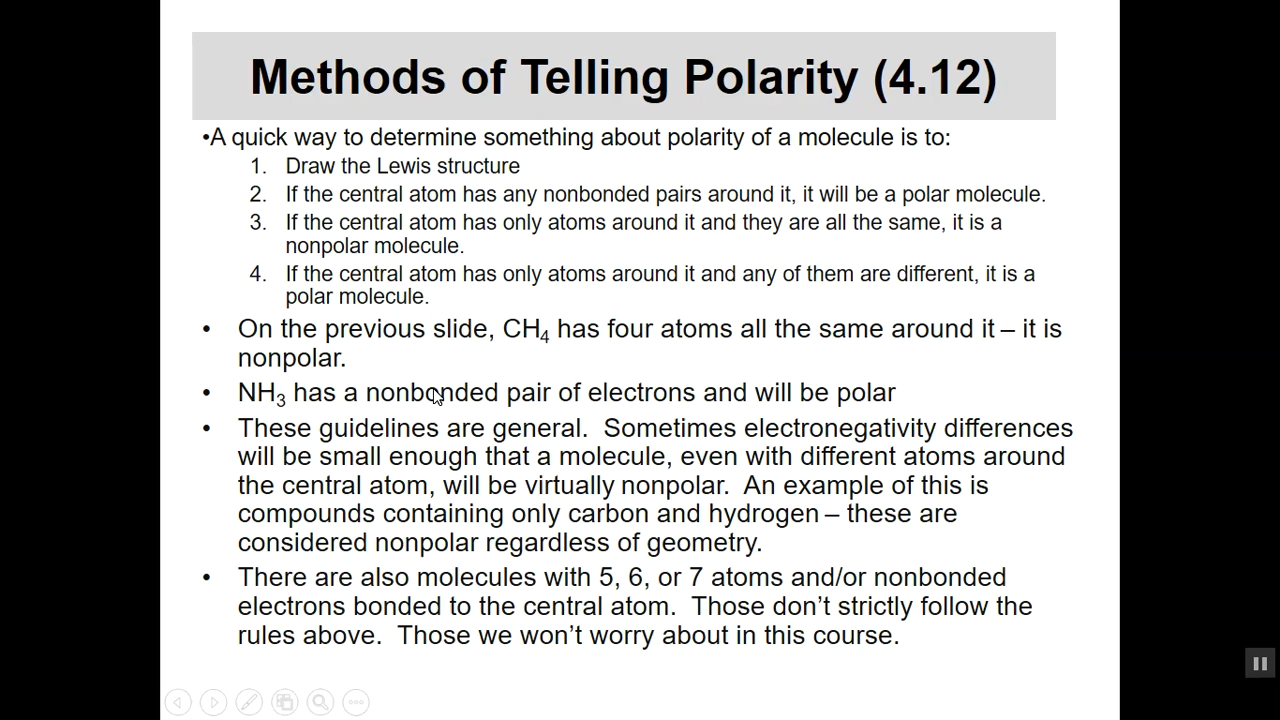 Methods of Telling Polarity (4.12)
•A quick way to determine something about polarity of a molecule is to:
1. Draw the Lewis structure
2. If the central atom has any nonbonded pairs around it, it will be a polar molecule.
3. If the central atom has only atoms around it and they are all the same, it is a
nonpolar molecule.
4. If the central atom has only atoms around it and any of them are different, it is a
polar molecule.
• On the previous slide, CH₄ has four atoms all the same around it – it is
nonpolar.
• NH₃ has a nonbonded pair of electrons and will be polar
• These guidelines are general. Sometimes electronegativity differences
will be small enough that a molecule, even with different atoms around
the central atom, will be virtually nonpolar. An example of this is
compounds containing only carbon and hydrogen – these are
considered nonpolar regardless of geometry.
• There are also molecules with 5, 6, or 7 atoms and/or nonbonded
electrons bonded to the central atom. Those don’t strictly follow the
rules above. Those we won’t worry about in this course.